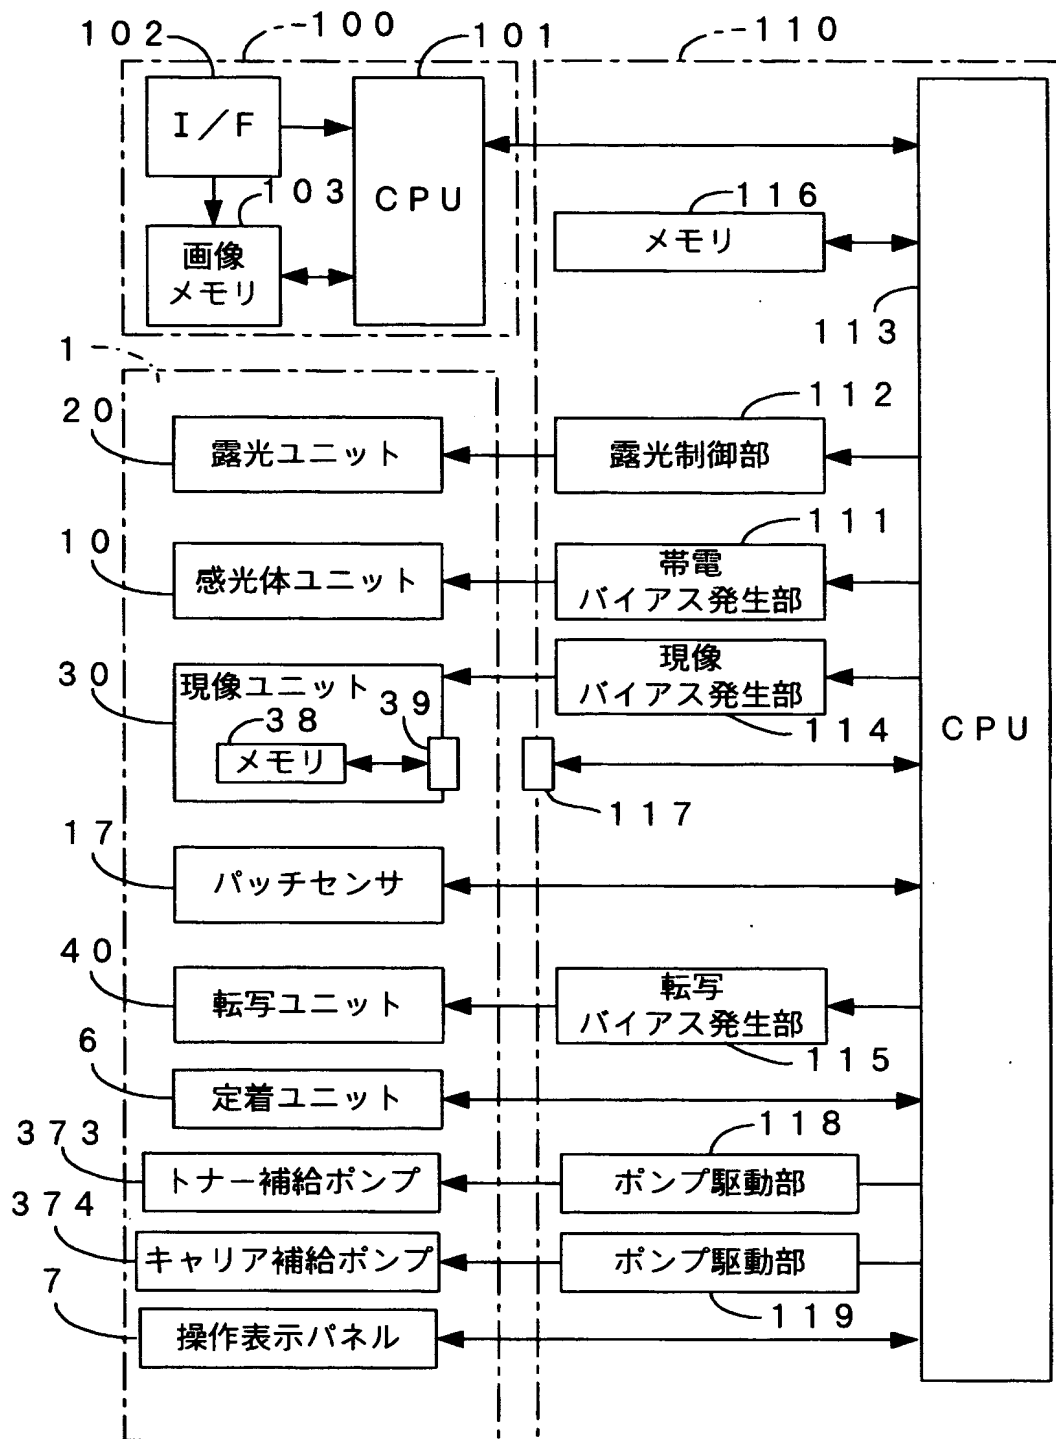 102
100
101
110
I/F
CPU
103
画像
メモリ
116
メモリ
113
1
20
露光ユニット
112
露光制御部
10
感光体ユニット
111
帯電
バイアス発生部
30
現像ユニット
38
メモリ
39
現像
バイアス発生部
114
CPU
117
17
パッチセンサ
40
転写ユニット
転写
バイアス発生部
115
6
定着ユニット
373
トナー補給ポンプ
118
ポンプ駆動部
374
キャリア補給ポンプ
ポンプ駆動部
119
7
操作表示パネル